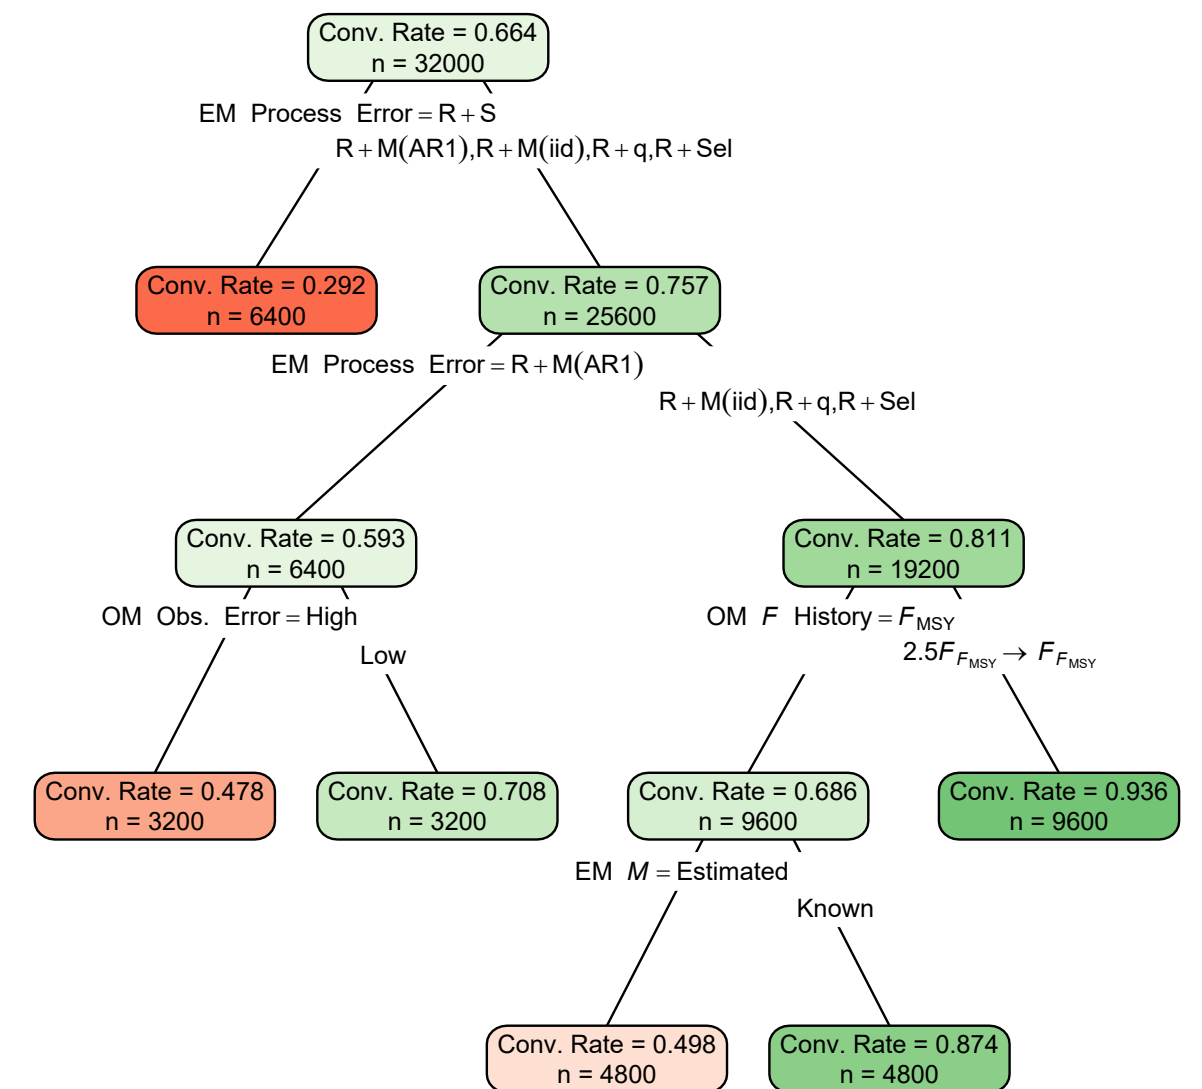 Conv. Rate = 0.664
n = 32000
EM Process Error = R + S
R + M(AR1),R + M(iid),R + q,R + Sel
Conv. Rate = 0.292
n = 6400
Conv. Rate = 0.757
n = 25600
EM Process Error = R + M(AR1)
R + M(iid),R + q,R + Sel
Conv. Rate = 0.593
n = 6400
Conv. Rate = 0.811
n = 19200
OM Obs. Error = High
Low
OM F History = F_MSY
2.5F_F_MSY → F_F_MSY
Conv. Rate = 0.478
n = 3200
Conv. Rate = 0.708
n = 3200
Conv. Rate = 0.686
n = 9600
Conv. Rate = 0.936
n = 9600
EM M = Estimated
Known
Conv. Rate = 0.498
n = 4800
Conv. Rate = 0.874
n = 4800